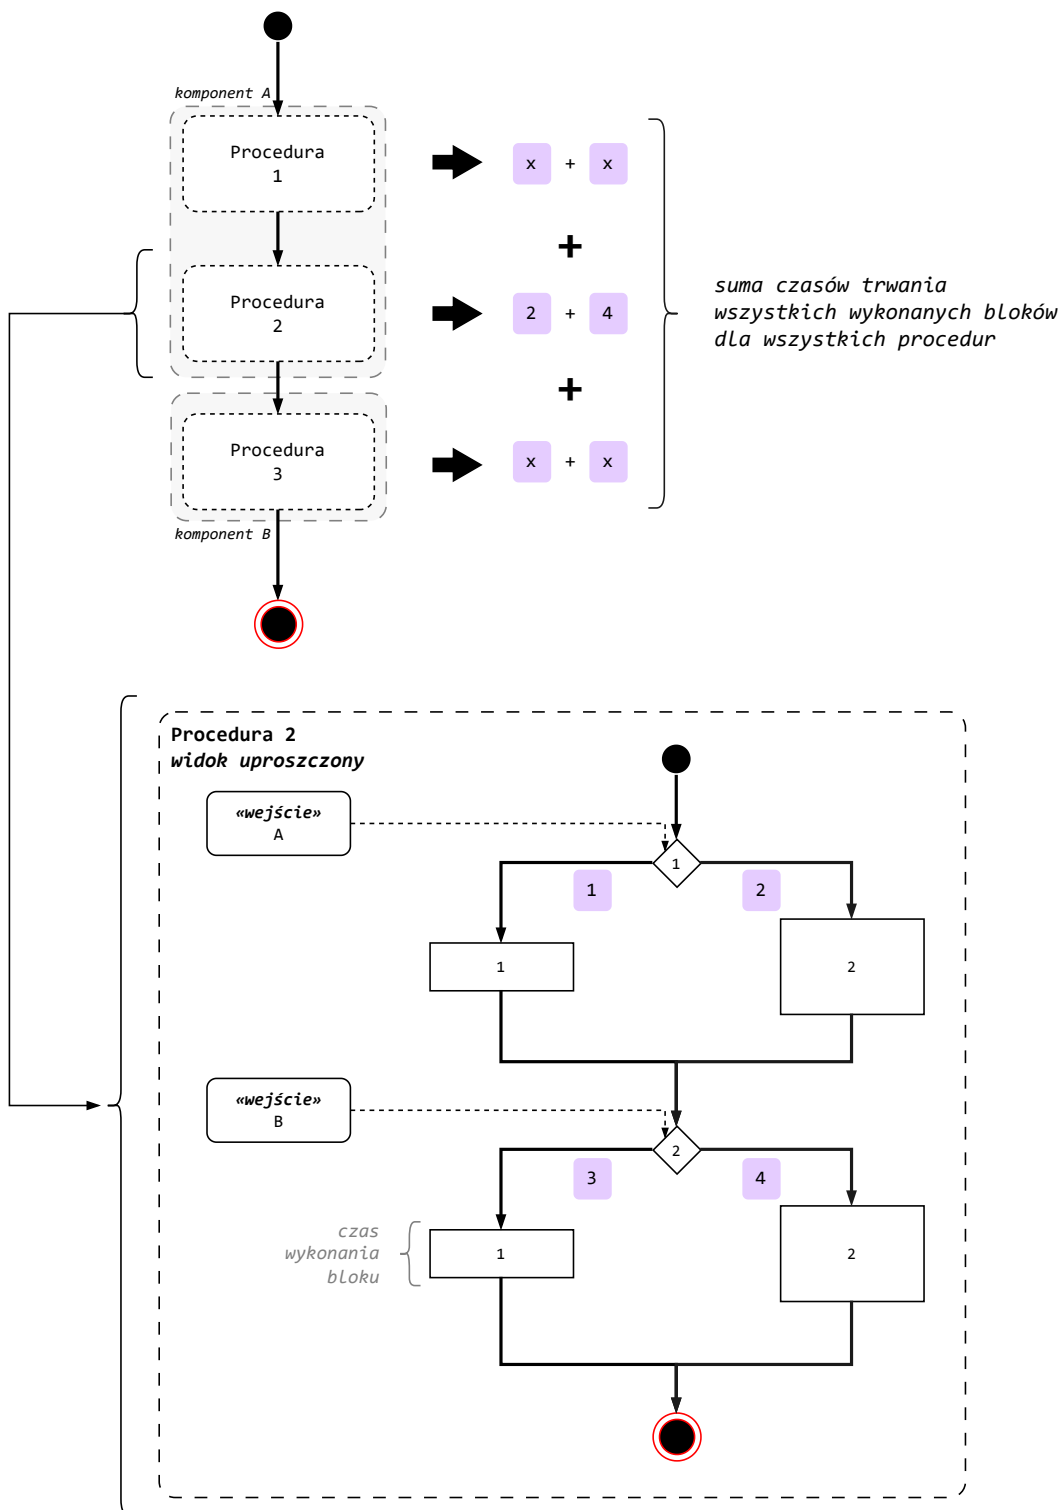 komponent A
Procedura
1
x + x
+
Procedura
2
2 + 4
suma czasów trwania
wszystkich wykonanych bloków
dla wszystkich procedur
+
Procedura
3
x + x
komponent B
Procedura 2
widok uproszczony
«wejście»
A
1
1
2
1
2
«wejście»
B
2
3
4
czas
wykonania
bloku
1
2